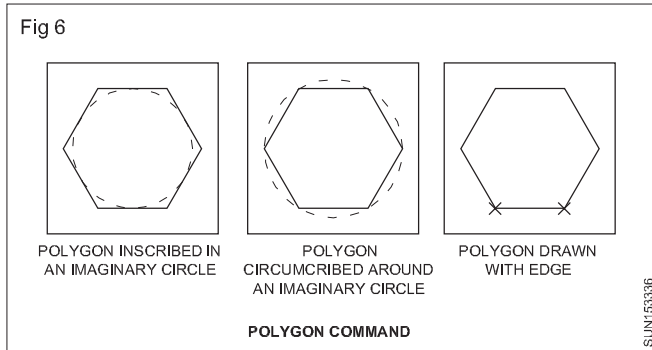 Fig 6
POLYGON INSCRIBED IN
AN IMAGINARY CIRCLE
POLYGON
CIRCUMCRIBED AROUND
AN IMAGINARY CIRCLE
POLYGON DRAWN
WITH EDGE
POLYGON COMMAND
SUN153336